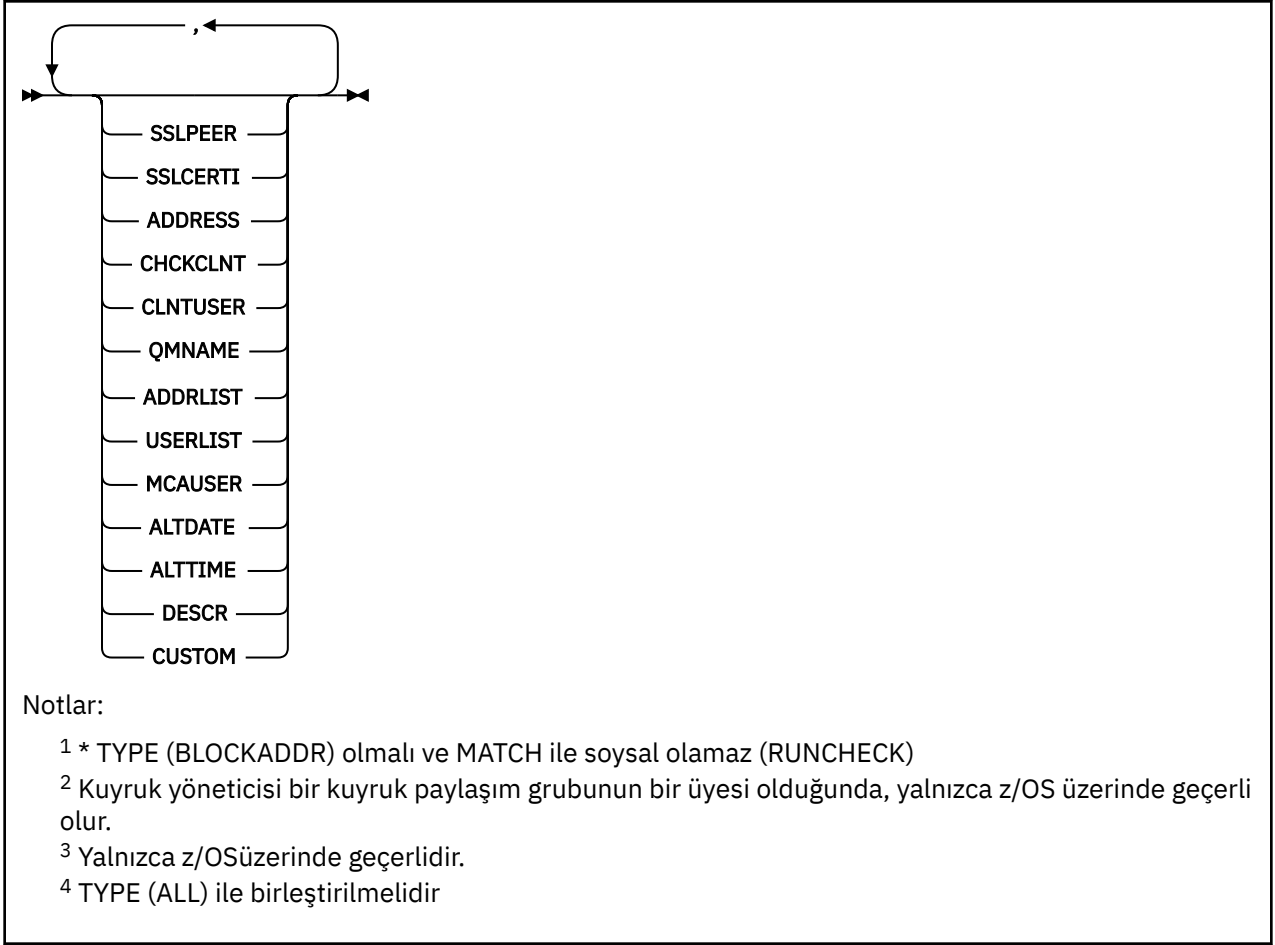 ,
SSLPEER
SSLCERTI
ADDRESS
CHCKCLNT
CLNTUSER
QMNAME
ADDRLIST
USERLIST
MCAUSER
ALTDATE
ALTTIME
DESCR
CUSTOM
Notlar:
1 * TYPE (BLOCKADDR) olmalı ve MATCH ile soysal olamaz (RUNCHECK)
2 Kuyruk yöneticisi bir kuyruk paylaşım grubunun bir üyesi olduğunda, yalnızca z/OS üzerinde geçerli
olur.
3 Yalnızca z/OSüzerinde geçerlidir.
4 TYPE (ALL) ile birleştirilmelidir